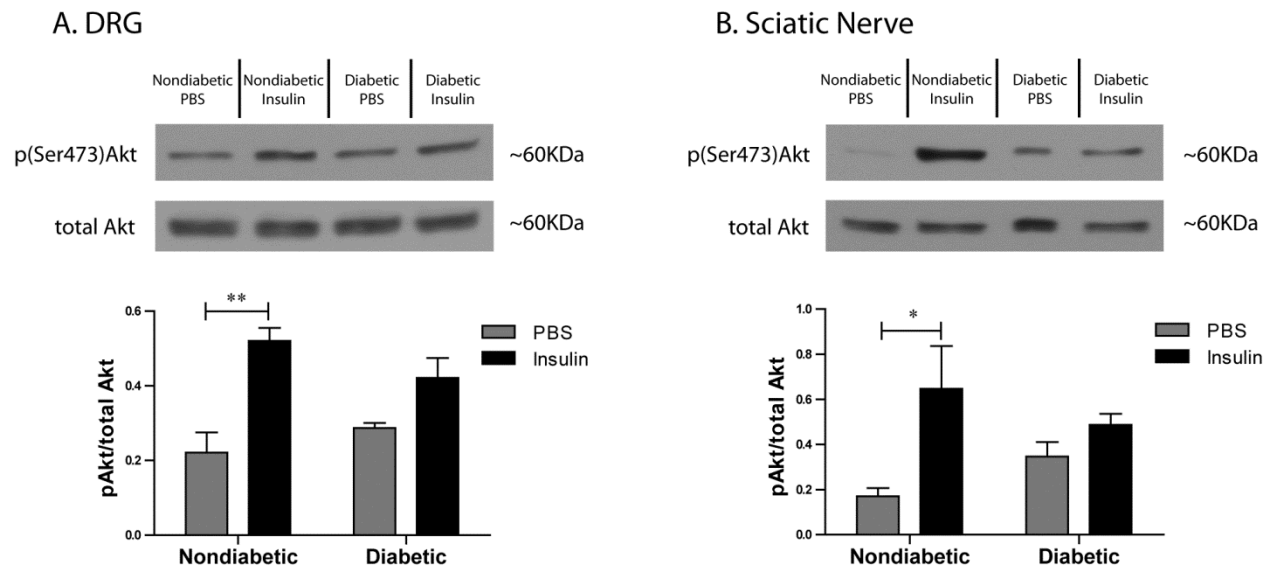 A. DRG
Nondiabetic PBS
Nondiabetic Insulin
Diabetic PBS
Diabetic Insulin
p(Ser473)Akt
~60KDa
total Akt
~60KDa
**
0.6
0.4
0.2
0.0
pAkt/total Akt
PBS
Insulin
Nondiabetic
Diabetic
B. Sciatic Nerve
Nondiabetic PBS
Nondiabetic Insulin
Diabetic PBS
Diabetic Insulin
p(Ser473)Akt
~60KDa
total Akt
~60KDa
*
1.0
0.8
0.6
0.4
0.2
0.0
pAkt/total Akt
PBS
Insulin
Nondiabetic
Diabetic